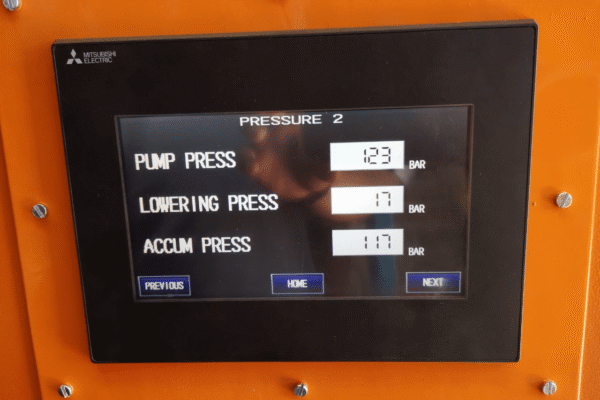 MITSUBISHI
ELECTRIC
PRESSURE 2
PUMP PRESS 123 BAR
LOWERING PRESS 17 BAR
ACCUM PRESS 117 BAR
PREVIOUS HOME NEXT